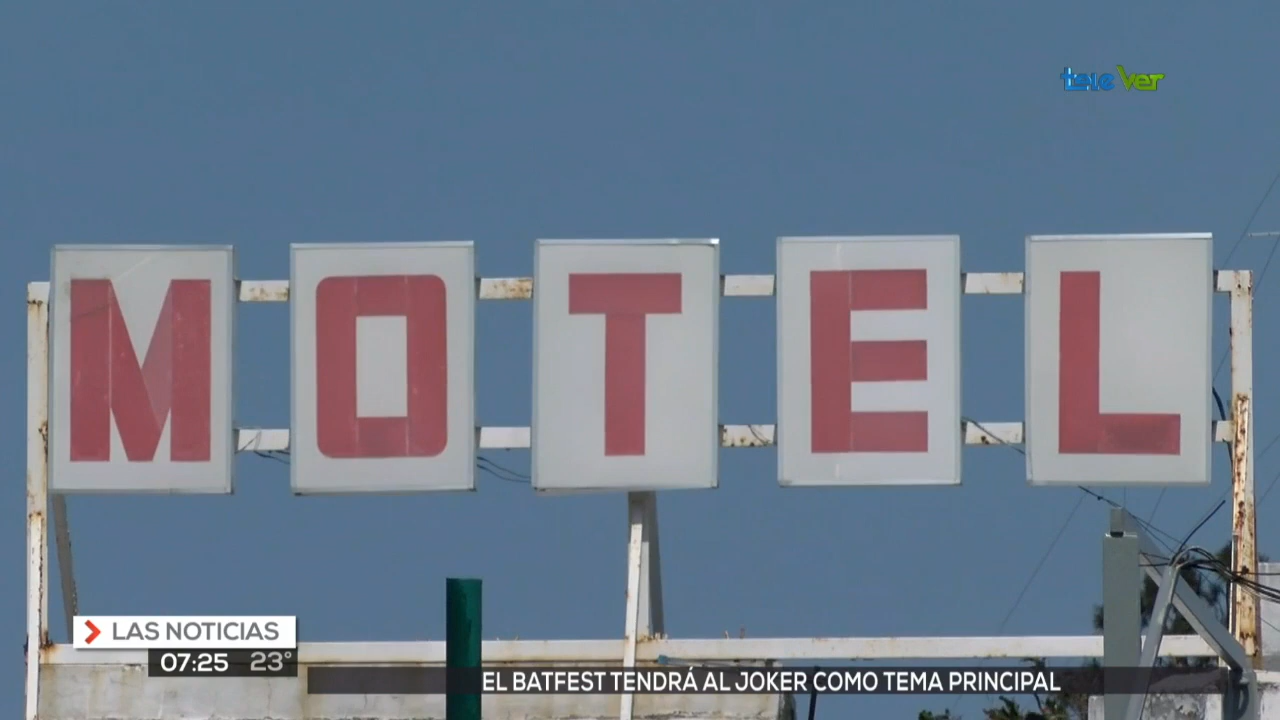 tele Ver
MOTEL
LAS NOTICIAS
07:25 23°
EL BATFEST TENDRÁ AL JOKER COMO TEMA PRINCIPAL